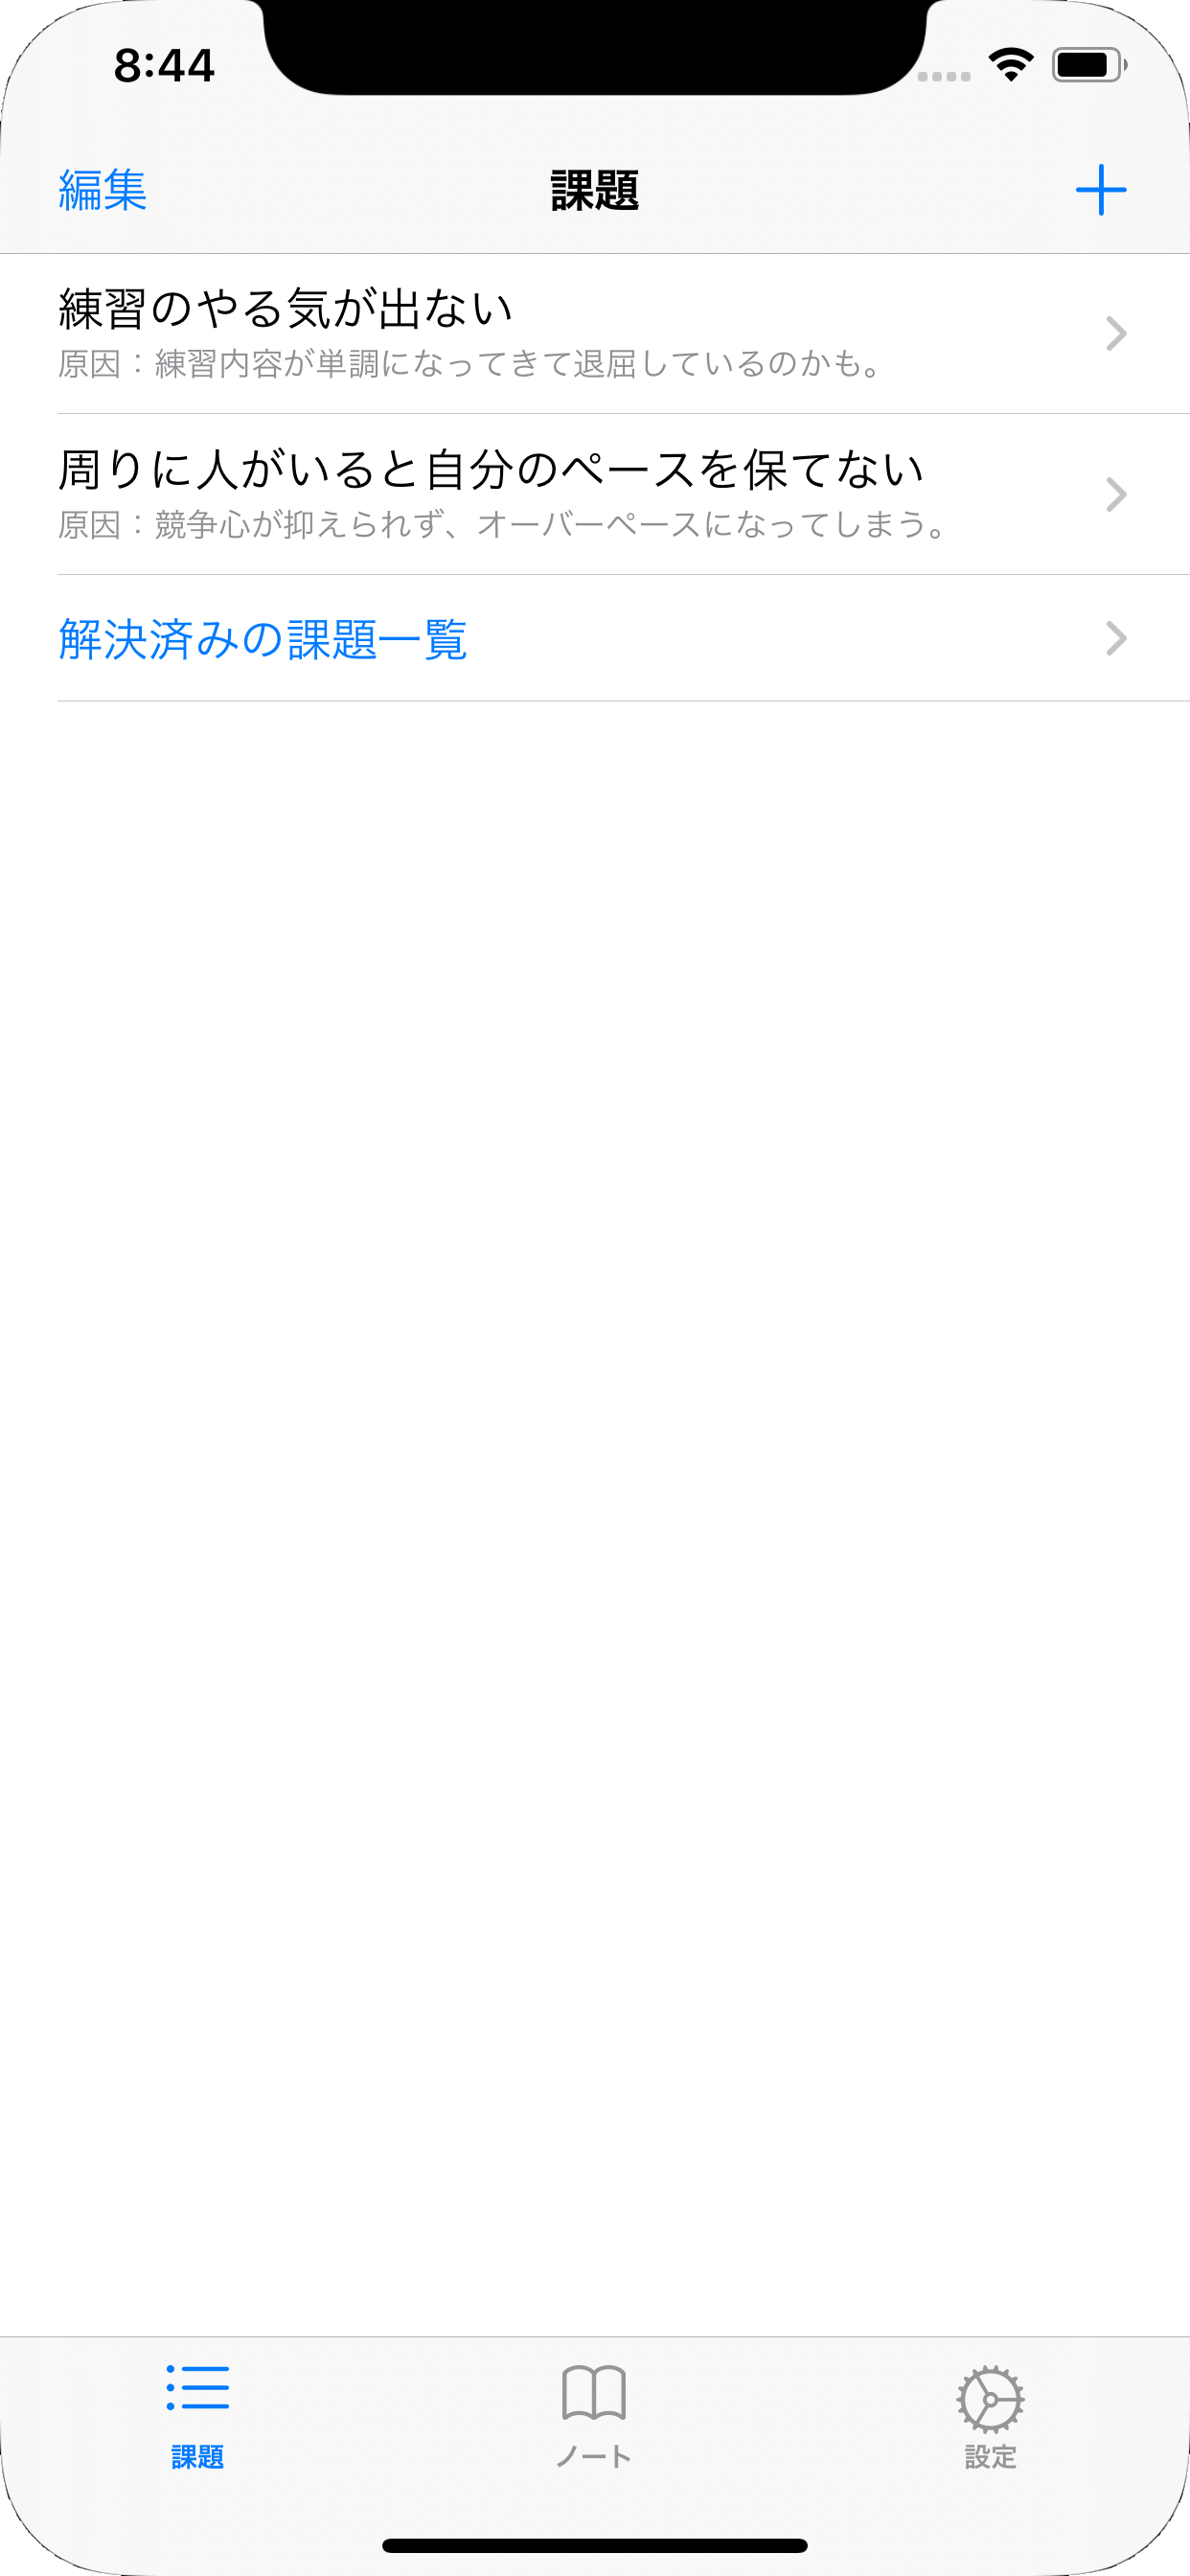 8:44
編集
課題
練習のやる気が出ない
原因：練習内容が単調になってきて退屈しているのかも。
周りに人がいると自分のペースを保てない
原因：競争心が抑えられず、オーバーペースになってしまう。
解決済みの課題一覧
課題
ノート
設定